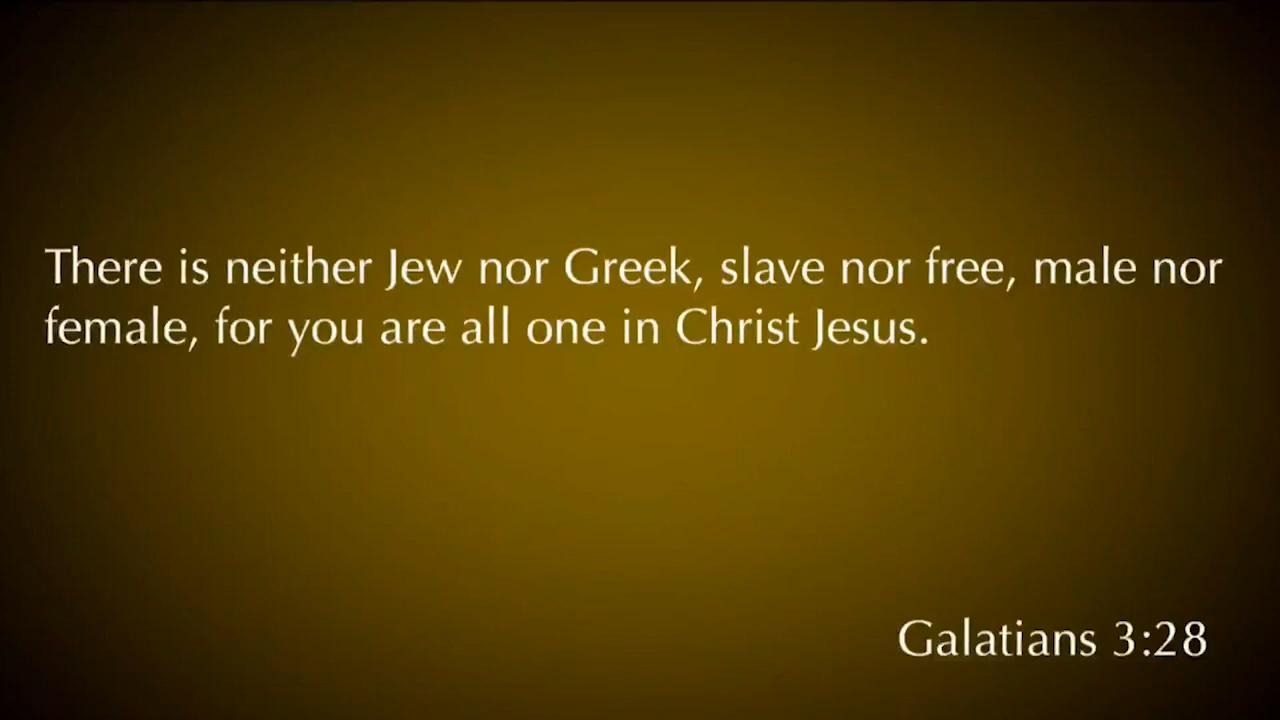 There is neither Jew nor Greek, slave nor free, male nor
female, for you are all one in Christ Jesus.
Galatians 3:28